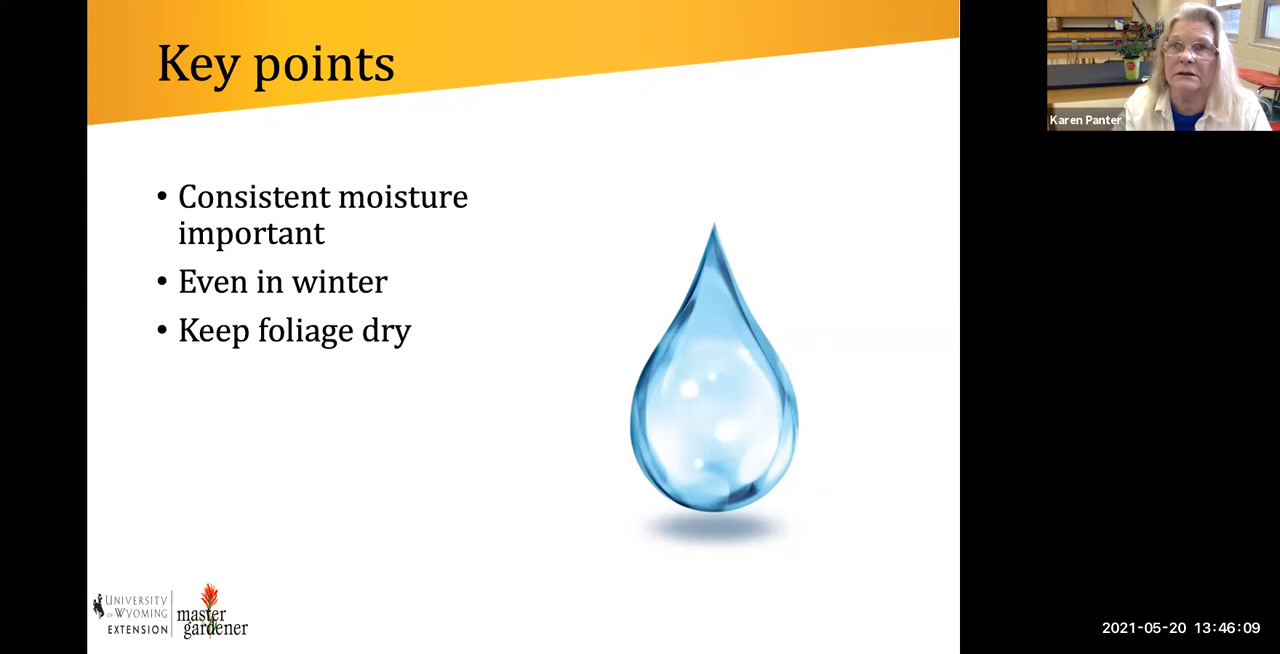 Key points
Karen Panter
• Consistent moisture
important
• Even in winter
• Keep foliage dry
UNIVERSITY
OF WYOMING
EXTENSION
master
gardener
2021-05-20 13:46:09